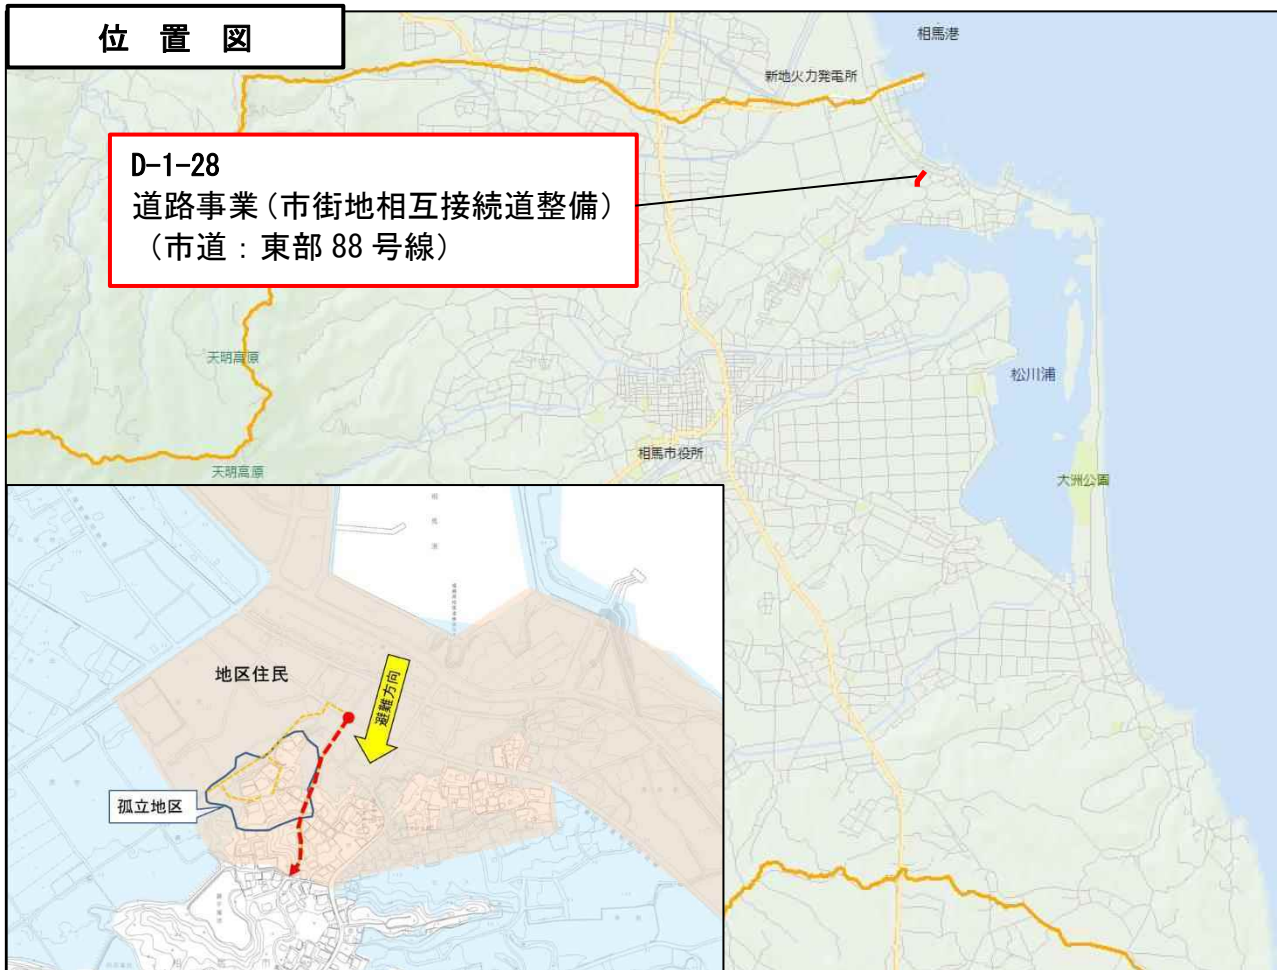 位 置 図
相馬港
新地火力発電所
D-1-28
道路事業(市街地相互接続道整備)
(市道:東部 88 号線)
天明高原
松川浦
相馬市役所
天明高原
大洲公園
相馬港
地区住民
避難方向
孤立地区